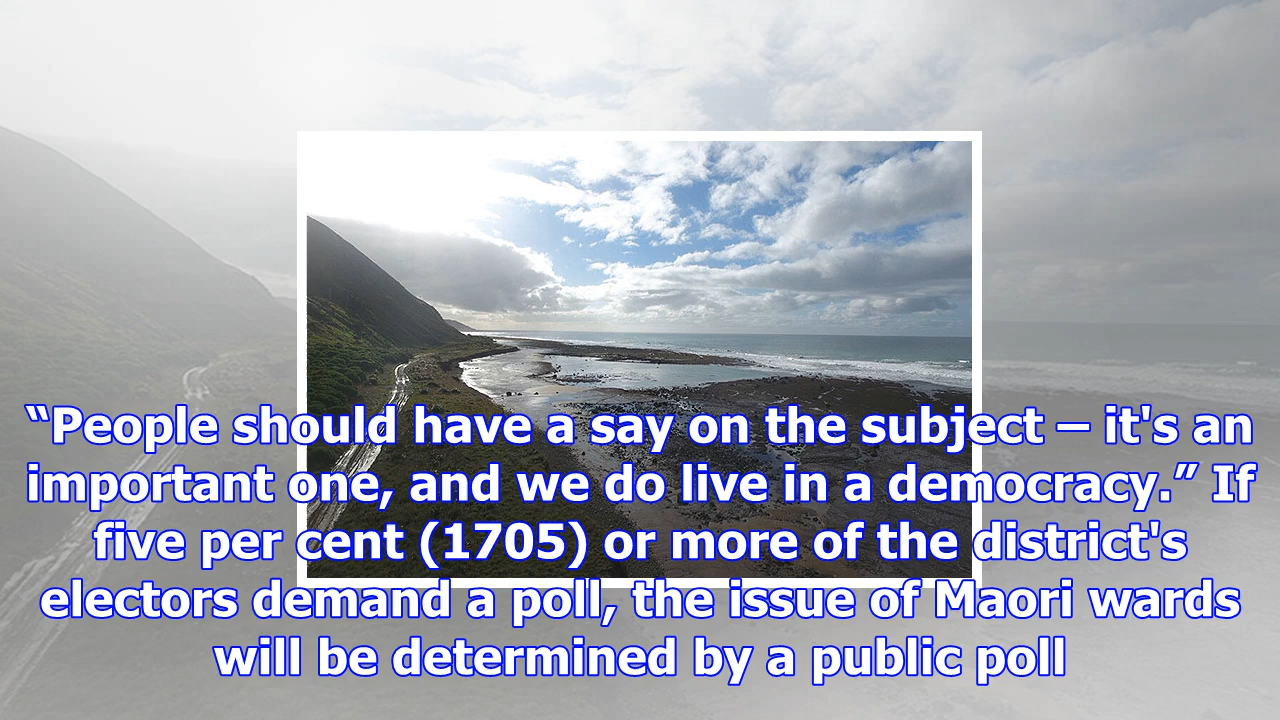 “People should have a say on the subject – it's an
important one, and we do live in a democracy.” If
five per cent (1705) or more of the district's
electors demand a poll, the issue of Maori wards
will be determined by a public poll